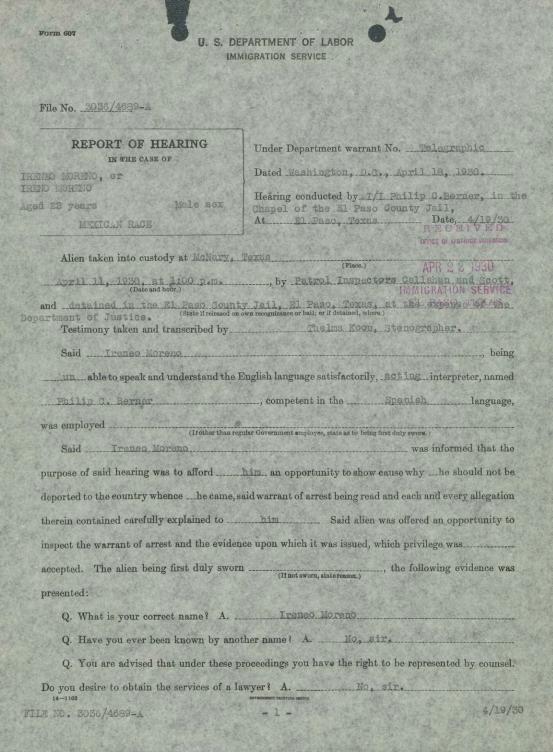 Form 607
U. S. DEPARTMENT OF LABOR
IMMIGRATION SERVICE
File No. 3036/4689-A
REPORT OF HEARING
IN THE CASE OF
IRENEO MORENO, or
IRENO MORENO
Aged 23 years Male sex
MEXICAN RACE
Under Department warrant No. Telegraphic
Dated Washington, D.C., April 18, 1930.
Hearing conducted by I/I Philip C.Berner, in the
Chapel of the El Paso County Jail,
At El Paso, Texas Date, 4/19/30
RECEIVED
Alien taken into custody at McNary, Texas
(Place.)
APR 22 1930
April 11, 1930, at 1:00 p.m. , by Patrol Inspectors Callahan and Scott,
(Date and hour.)
IMMIGRATION SERVICE
and detained in the El Paso County Jail, El Paso, Texas, at the expense of the
Department of Justice.
(State if released on own recognizance or bail; or if detained, where.)
Testimony taken and transcribed by Thelma Koou, Stenographer.
Said Ireneo Moreno , being
un able to speak and understand the English language satisfactorily, acting interpreter, named
Philip C. Berner , competent in the Spanish language,
was employed
(If other than regular Government employee, state as to being first duly sworn.)
Said Ireneo Moreno was informed that the
purpose of said hearing was to afford him an opportunity to show cause why he should not be
deported to the country whence he came, said warrant of arrest being read and each and every allegation
therein contained carefully explained to him Said alien was offered an opportunity to
inspect the warrant of arrest and the evidence upon which it was issued, which privilege was
accepted. The alien being first duly sworn , the following evidence was
(If not sworn, state reason.)
presented:
Q. What is your correct name? A. Ireneo Moreno
Q. Have you ever been known by another name? A. No, sir.
Q. You are advised that under these proceedings you have the right to be represented by counsel.
Do you desire to obtain the services of a lawyer? A. No, sir.
14—1102
FILE NO. 3036/4689-A - 1 - 4/19/30